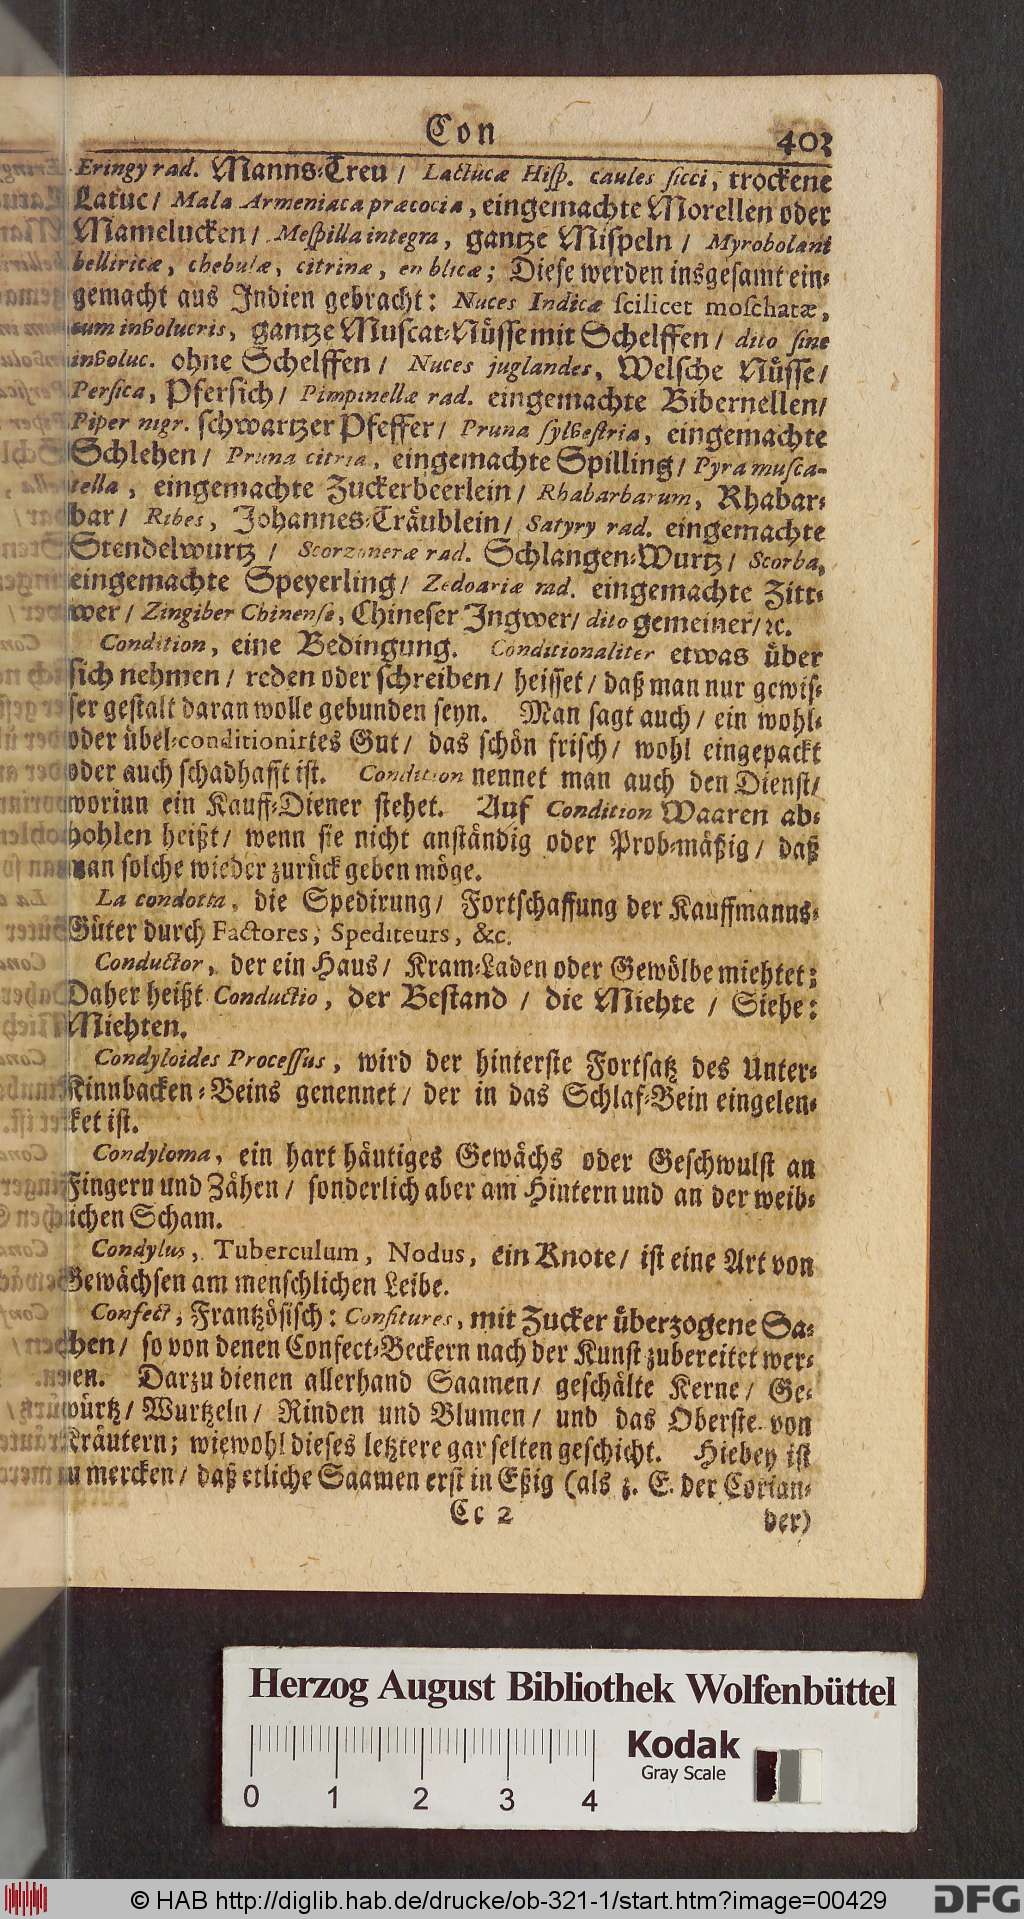 Con 403
Eringy rad. Manns-Treu / Lactucæ Hisp. caules sicci, trockene
Latuc / Mala Armeniaca præcocia, eingemachte Morellen oder
Mamelucken / Mespilla integra, gantze Mispeln / Myrobolani
belliricæ, chebulæ, citrinæ, emblicæ; Diese werden insgesamt ein-
gemacht aus Indien gebracht: Nuces Indicæ scilicet moschatæ,
cum involucris, gantze Muscat-Nüsse mit Schelffen / dito sine
involuc. ohne Schelffen / Nuces juglandes, Welsche Nüsse /
Persica, Pfersich / Pimpinellæ rad. eingemachte Bibernellen /
Piper nigr. schwartzer Pfeffer / Pruna sylvestria, eingemachte
Schlehen / Pruna citria, eingemachte Spilling / Pyra musca-
tella, eingemachte Zuckerbeerlein / Rhabarbarum, Rhabar-
bar / Ribes, Johannes-Träublein / Satyry rad. eingemachte
Stendelwurtz / Scorzoneræ rad. Schlangen-Wurtz / Scorba,
eingemachte Speyerling / Zedoariæ rad. eingemachte Zitt-
wer / Zingiber Chinense, Chineser Ingwer / dito gemeiner / ꝛc.
Condition, eine Bedingung. Conditionaliter etwas über
sich nehmen / reden oder schreiben / heisset / daß man nur gewis-
ser gestalt daran wolle gebunden seyn. Man sagt auch / ein wohl-
oder übel-conditionirtes Gut / das schön frisch / wohl eingepackt
oder auch schadhafft ist. Condition nennet man auch den Dienst /
worinn ein Kauff-Diener stehet. Auf Condition Waaren ab-
hohlen heißt / wenn sie nicht anständig oder Prob-mäßig / daß
man solche wieder zurück geben möge.
La condotta, die Spedirung / Fortschaffung der Kauffmanns-
Güter durch Factores, Spediteurs, &c.
Conductor, der ein Haus / Kram-Laden oder Gewölbe miehtet;
Daher heißt Conductio, der Bestand / die Miehte / Siehe:
Miehten.
Condyloides Processus, wird der hinterste Fortsatz des Unter-
Kinnbacken-Beins genennet / der in das Schlaf-Bein eingelen-
cket ist.
Condyloma, ein hart häutiges Gewächs oder Geschwulst an
Fingern und Zähen / sonderlich aber am Hintern und an der weib-
lichen Scham.
Condylus, Tuberculum, Nodus, ein Knote / ist eine Art von
Gewächsen am menschlichen Leibe.
Confect, Frantzösisch: Confitures, mit Zucker überzogene Sa-
chen / so von denen Confect-Beckern nach der Kunst zubereitet wer-
den. Darzu dienen allerhand Saamen / geschälte Kerne / Ge-
würtz / Wurtzeln / Rinden und Blumen / und das Oberste von
Kräutern; wiewohl dieses letztere gar selten geschicht. Hiebey ist
zu mercken / daß etliche Saamen erst in Eßig (als z. E. der Corian-
Cc 2 der)
Herzog August Bibliothek Wolfenbüttel
Kodak
Gray Scale
0 1 2 3 4
© HAB http://diglib.hab.de/drucke/ob-321-1/start.htm?image=00429
DFG